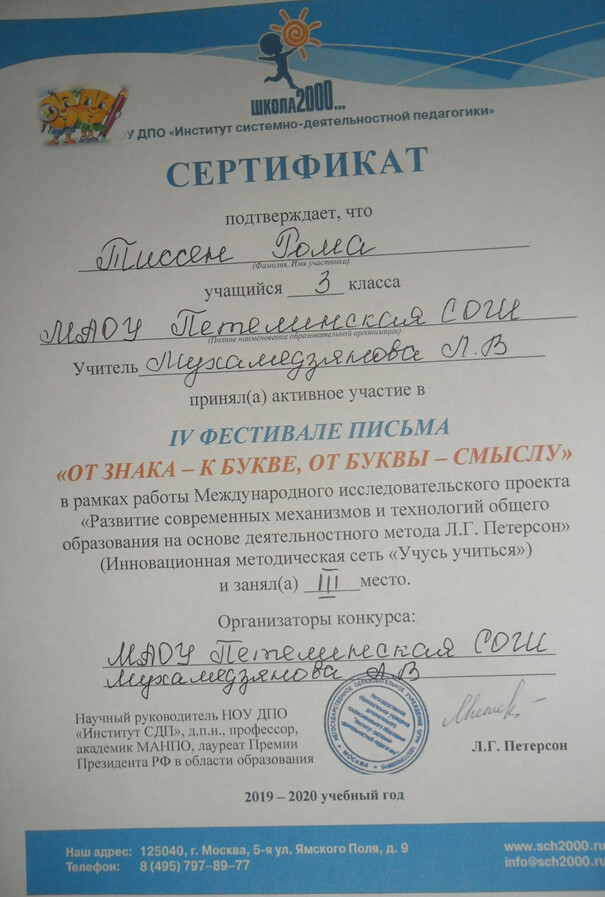 ШКОЛА2000...
У ДПО «Институт системно-деятельностной педагогики»
СЕРТИФИКАТ
подтверждает, что
Тиссен Рома
(Фамилия, Имя участника)
учащийся 3 класса
МАОУ Петелинская СОШ
(Полное наименование образовательной организации)
Учитель Мухамедзянова Л.В
принял(а) активное участие в
IV ФЕСТИВАЛЕ ПИСЬМА
«ОТ ЗНАКА – К БУКВЕ, ОТ БУКВЫ – СМЫСЛУ»
в рамках работы Международного исследовательского проекта
«Развитие современных механизмов и технологий общего
образования на основе деятельностного метода Л.Г. Петерсон»
(Инновационная методическая сеть «Учусь учиться»)
и занял(а) III место.
Организаторы конкурса:
МАОУ Петелинская СОШ
Мухамедзянова Л.В
Научный руководитель НОУ ДПО
«Институт СДП», д.п.н., профессор,
академик МАНПО, лауреат Премии
Президента РФ в области образования
Л.Г. Петерсон
2019 – 2020 учебный год
Наш адрес: 125040, г. Москва, 5-я ул. Ямского Поля, д. 9
Телефон: 8 (495) 797–89–77
www.sch2000.ru
info@sch2000.ru